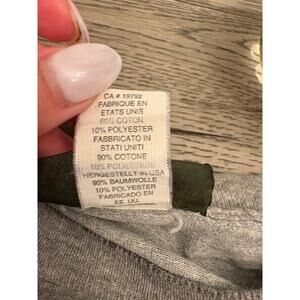 CA # 19792
FABRIQUE EN
ETATS UNIS
90% COTON
10% POLYESTER
FABBRICATO IN
STATI UNITI
90% COTONE
10% POLIESTERE
HERGESTELLT IN USA
90% BAUMWOLLE
10% POLYESTER
FABRICADO EN
EE. UU.